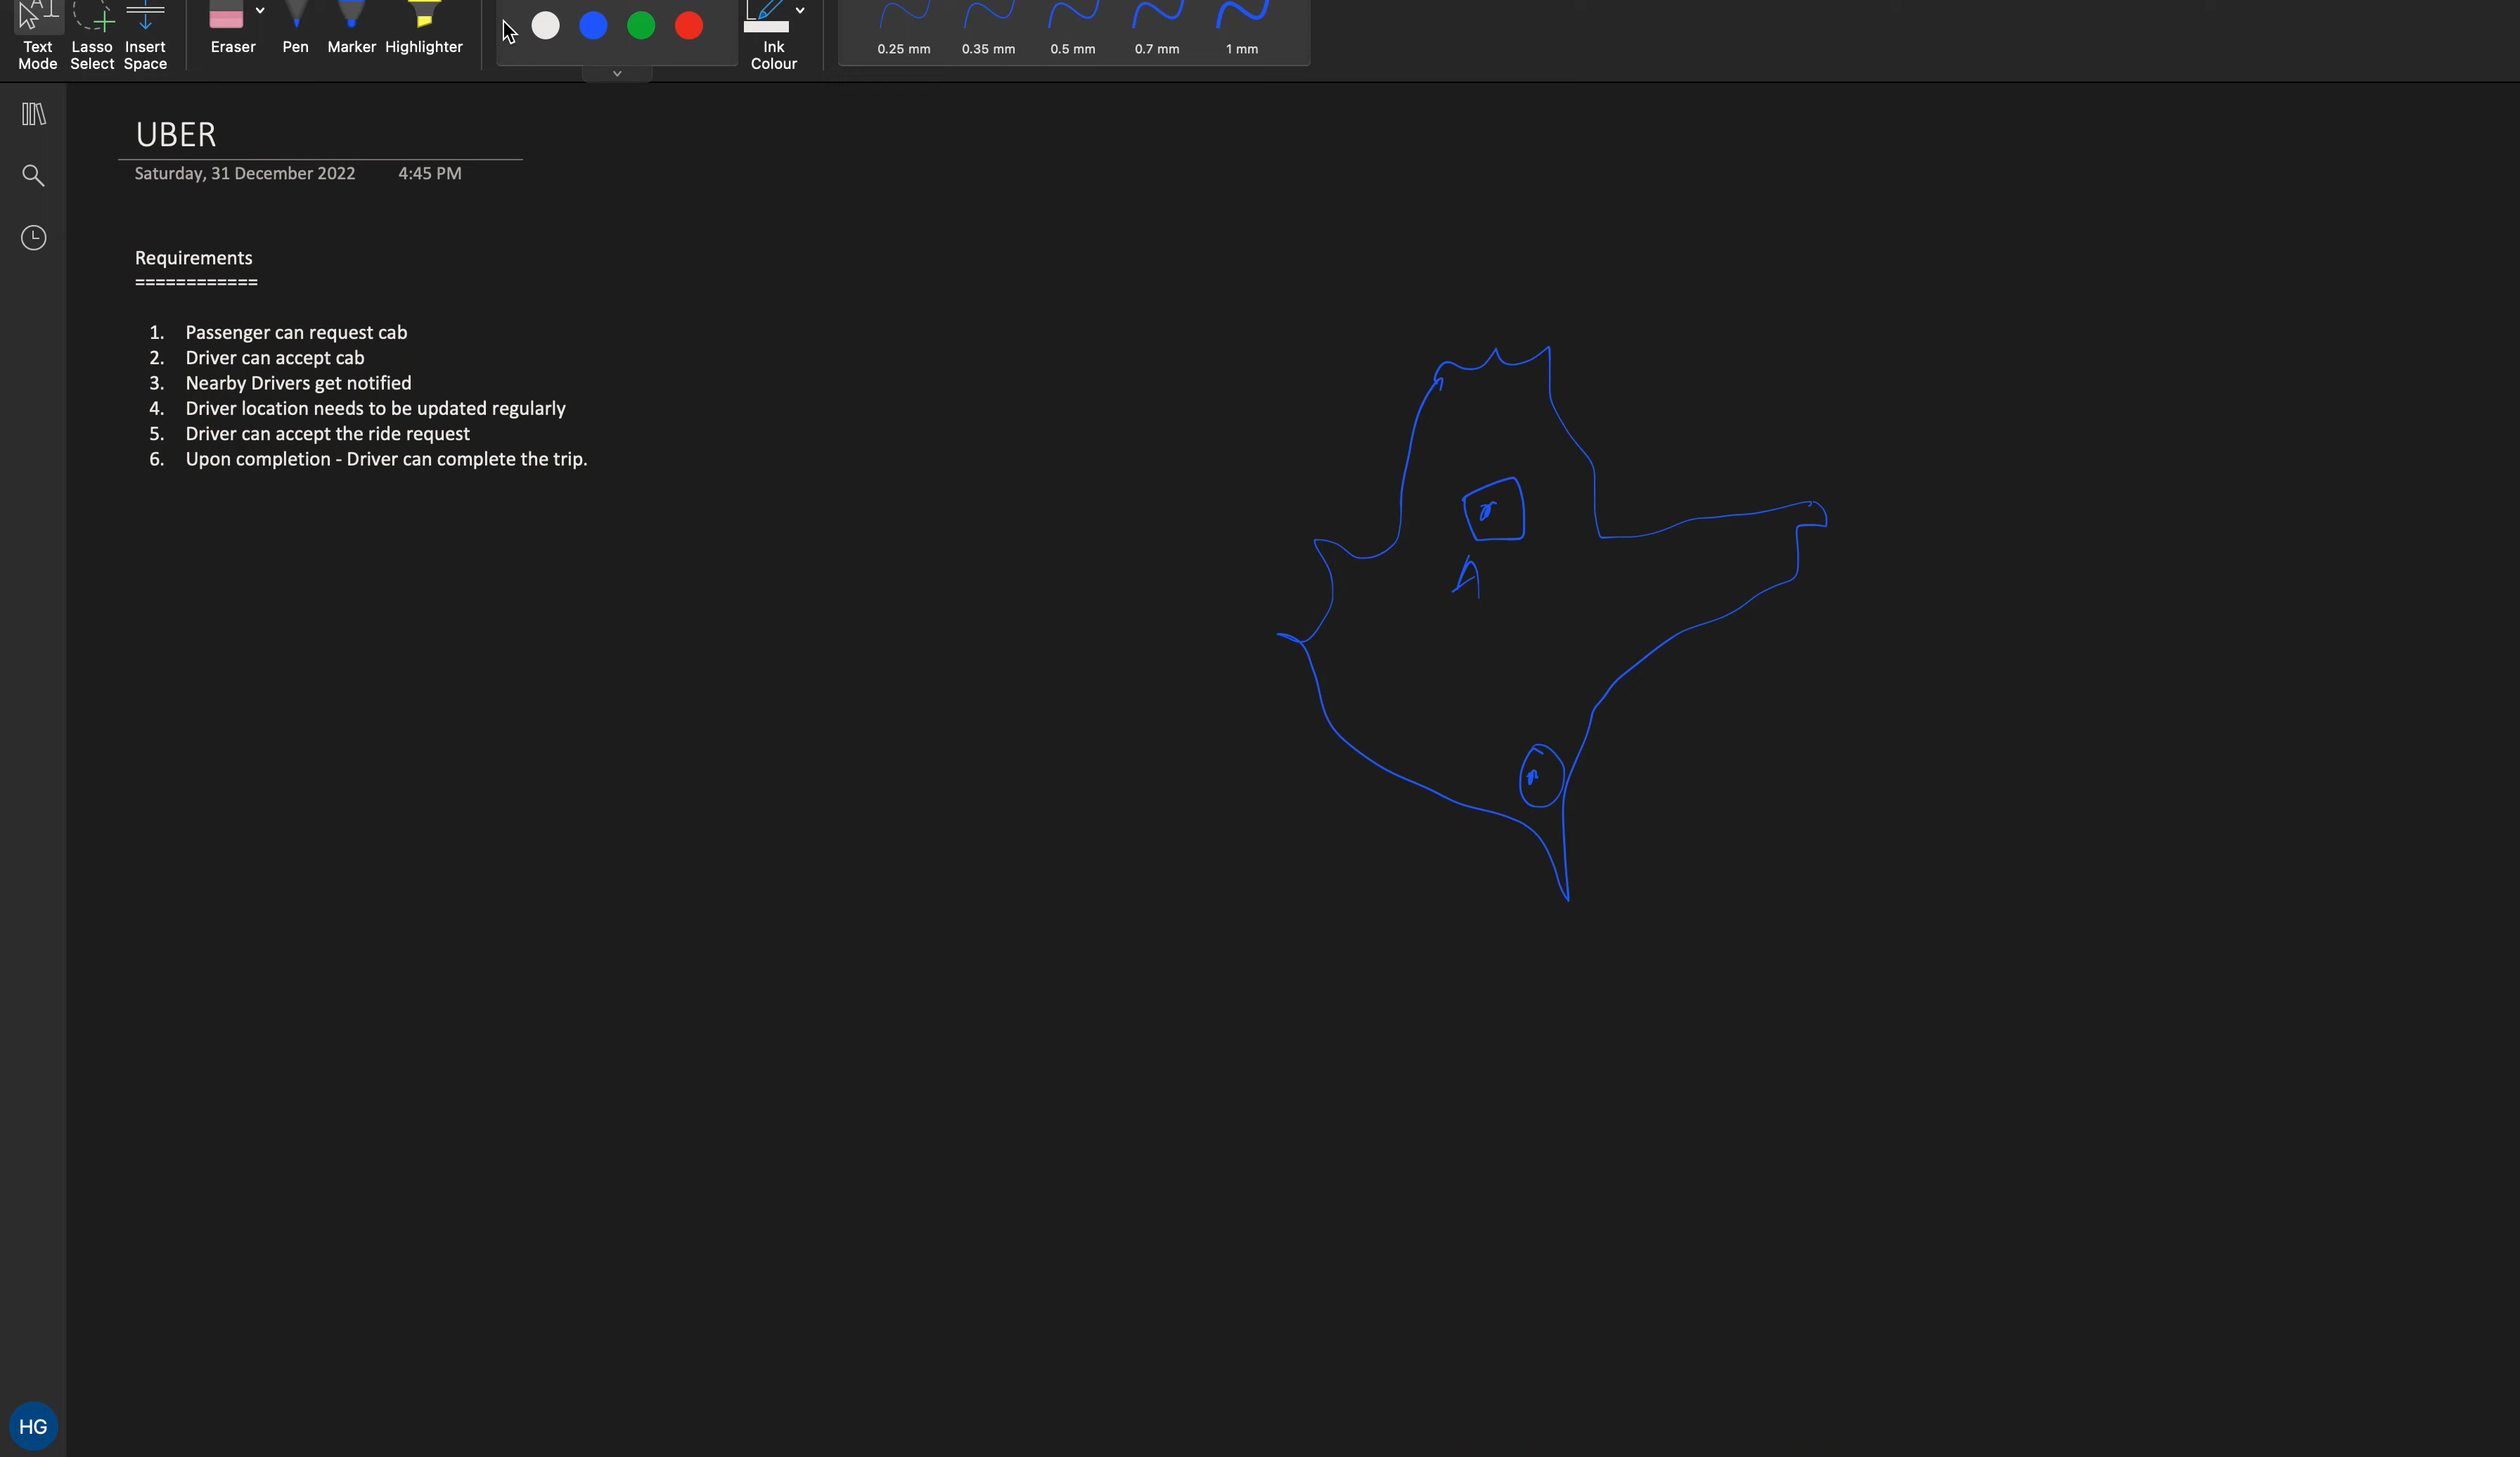 Text Mode
Lasso Select
Insert Space
Eraser
Pen
Marker
Highlighter
Ink Colour
0.25 mm
0.35 mm
0.5 mm
0.7 mm
1 mm
UBER
Saturday, 31 December 2022 4:45 PM
Requirements
============
1. Passenger can request cab
2. Driver can accept cab
3. Nearby Drivers get notified
4. Driver location needs to be updated regularly
5. Driver can accept the ride request
6. Upon completion - Driver can complete the trip.
A
HG